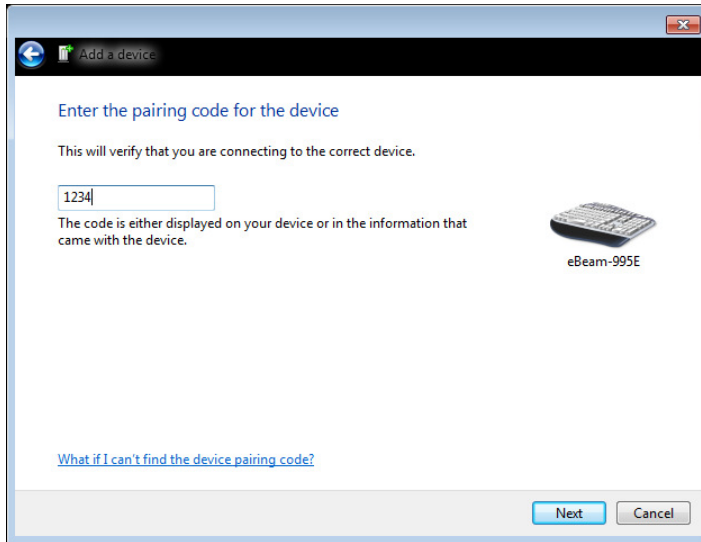 Add a device
Enter the pairing code for the device
This will verify that you are connecting to the correct device.
1234
The code is either displayed on your device or in the information that
came with the device.
eBeam-995E
What if I can't find the device pairing code?
Next Cancel